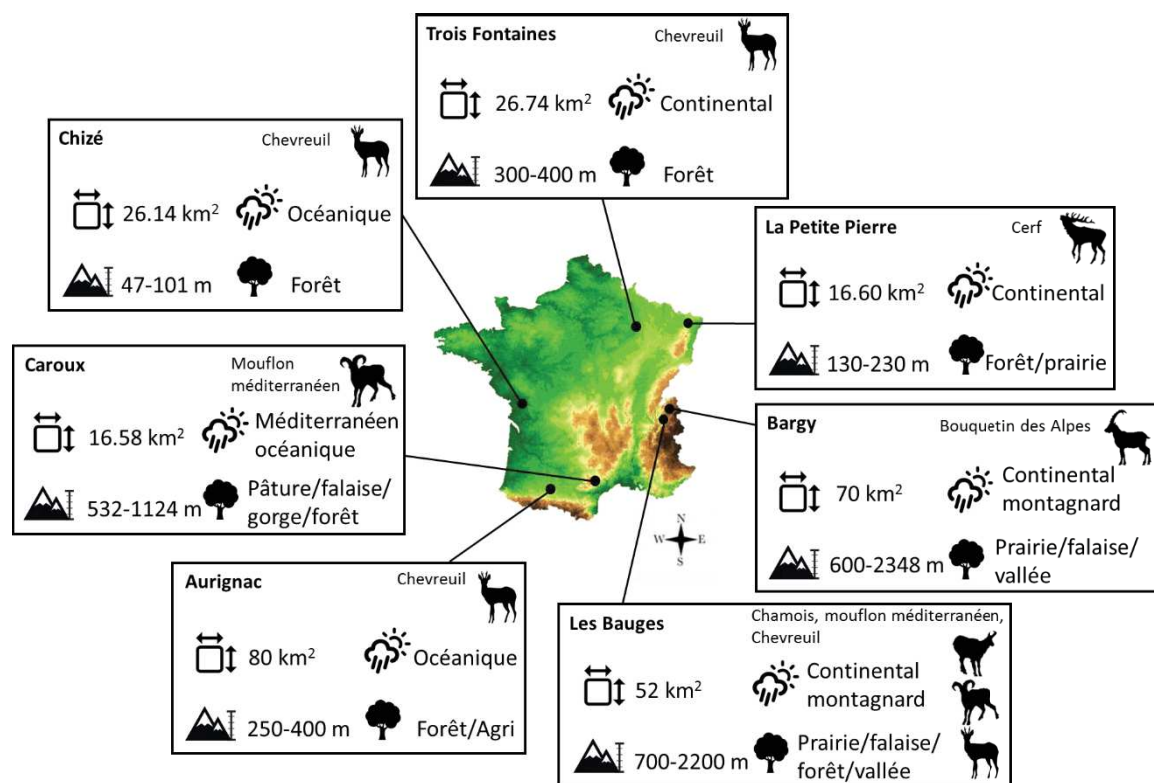 Trois Fontaines
Chevreuil
26.74 km²
Continental
300-400 m
Forêt
Chizé
Chevreuil
26.14 km²
Océanique
47-101 m
Forêt
La Petite Pierre
Cerf
16.60 km²
Continental
130-230 m
Forêt/prairie
Caroux
Mouflon
méditerranéen
16.58 km²
Méditerranéen
océanique
532-1124 m
Pâture/falaise/
gorge/forêt
Bargy
Bouquetin des Alpes
70 km²
Continental
montagnard
600-2348 m
Prairie/falaise/
vallée
N
W E
S
Aurignac
Chevreuil
80 km²
Océanique
250-400 m
Forêt/Agri
Les Bauges
Chamois, mouflon méditerranéen,
Chevreuil
52 km²
Continental
montagnard
700-2200 m
Prairie/falaise/
forêt/vallée